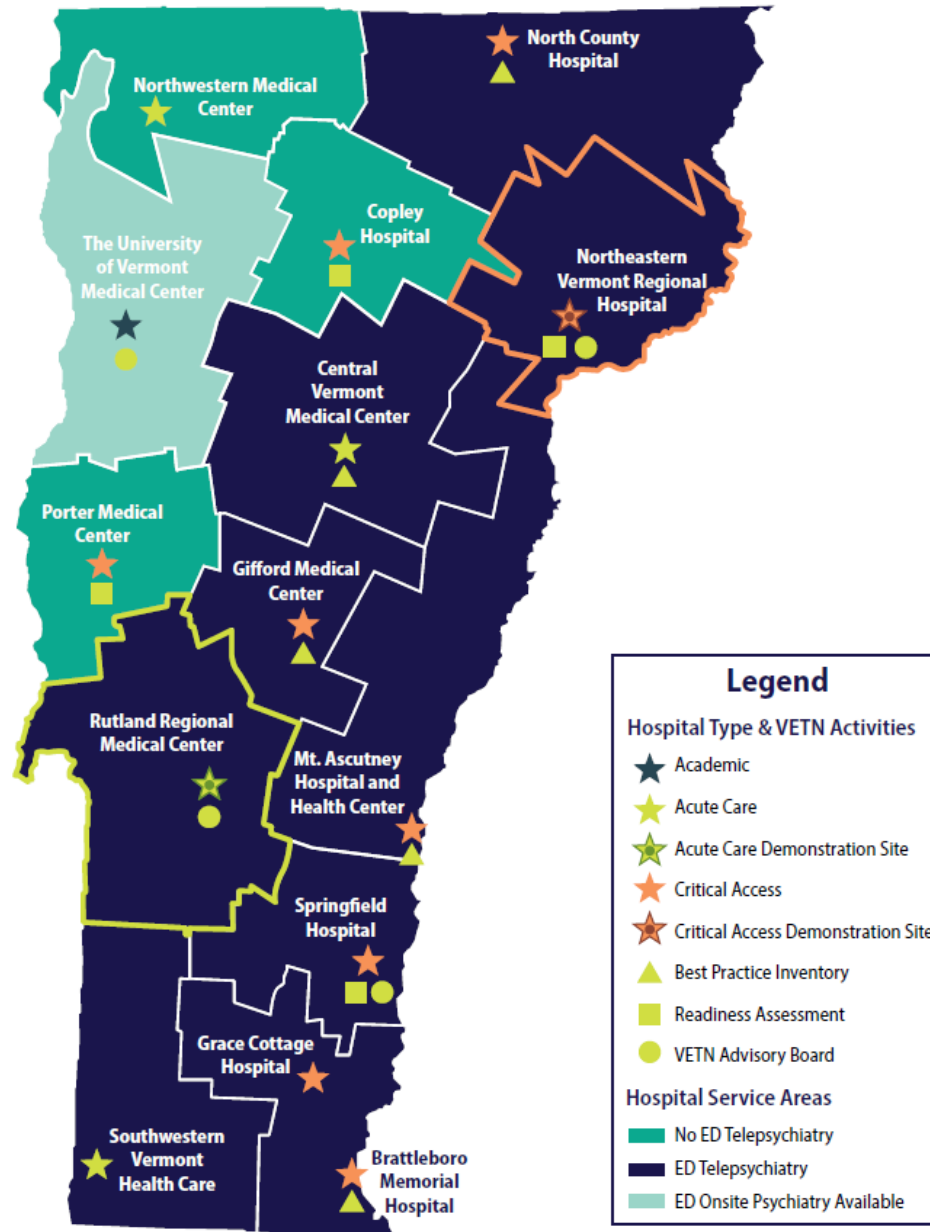 North County
Hospital
Northwestern Medical
Center
Copley
Hospital
The University
of Vermont
Medical Center
Northeastern
Vermont Regional
Hospital
Central
Vermont
Medical Center
Porter Medical
Center
Gifford Medical
Center
Rutland Regional
Medical Center
Mt. Ascutney
Hospital and
Health Center
Springfield
Hospital
Grace Cottage
Hospital
Southwestern
Vermont
Health Care
Brattleboro
Memorial
Hospital
Legend
Hospital Type & VETN Activities
Academic
Acute Care
Acute Care Demonstration Site
Critical Access
Critical Access Demonstration Site
Best Practice Inventory
Readiness Assessment
VETN Advisory Board
Hospital Service Areas
No ED Telepsychiatry
ED Telepsychiatry
ED Onsite Psychiatry Available